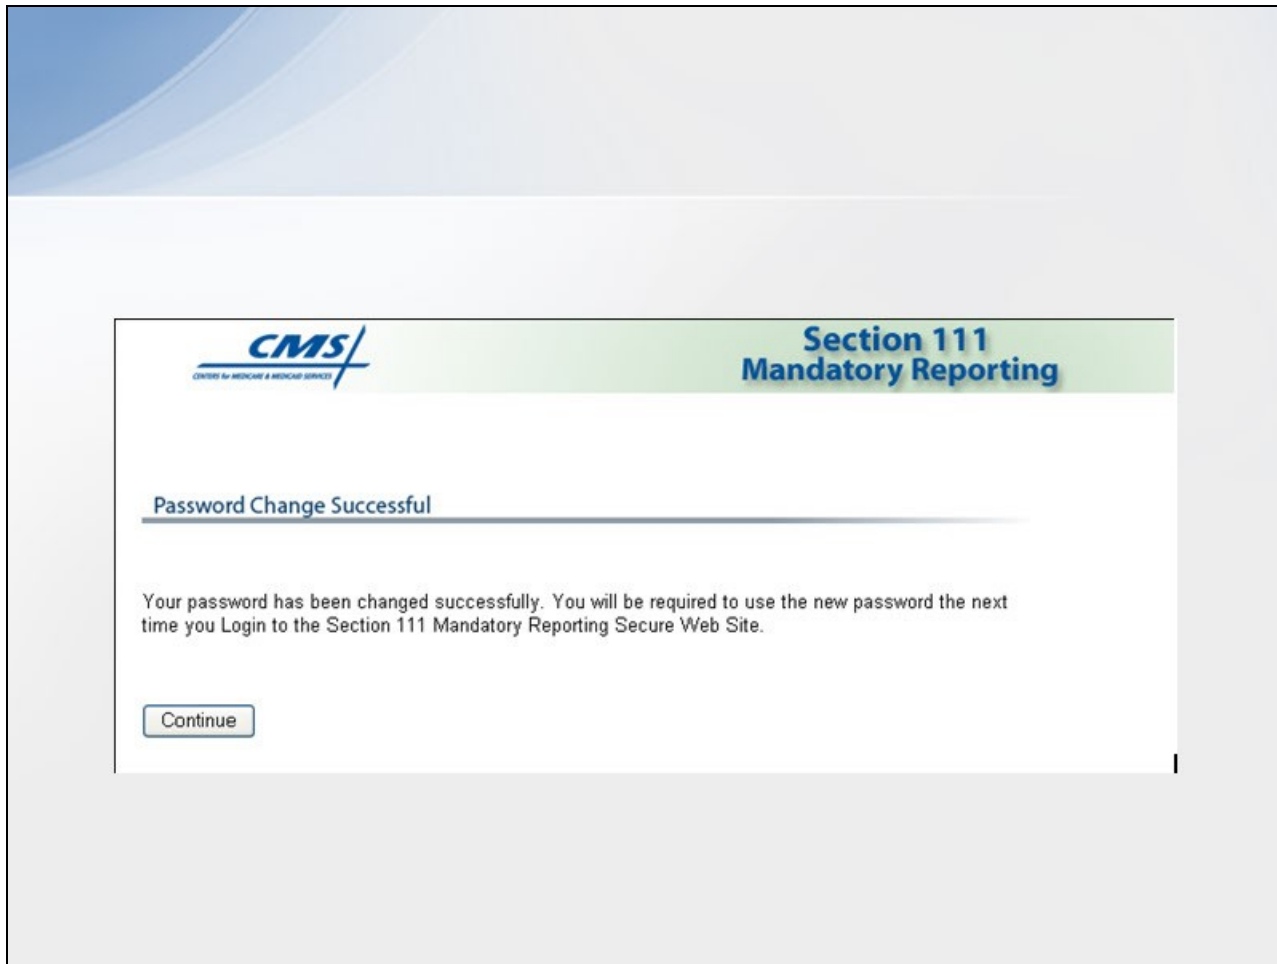 CMS
CENTERS for MEDICARE & MEDICAID SERVICES
Section 111
Mandatory Reporting
Password Change Successful
Your password has been changed successfully. You will be required to use the new password the next
time you Login to the Section 111 Mandatory Reporting Secure Web Site.
Continue